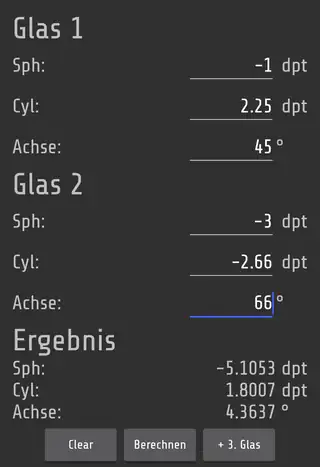 Glas 1
Sph: -1 dpt
Cyl: 2.25 dpt
Achse: 45 °
Glas 2
Sph: -3 dpt
Cyl: -2.66 dpt
Achse: 66 °
Ergebnis
Sph: -5.1053 dpt
Cyl: 1.8007 dpt
Achse: 4.3637 °
Clear Berechnen + 3. Glas